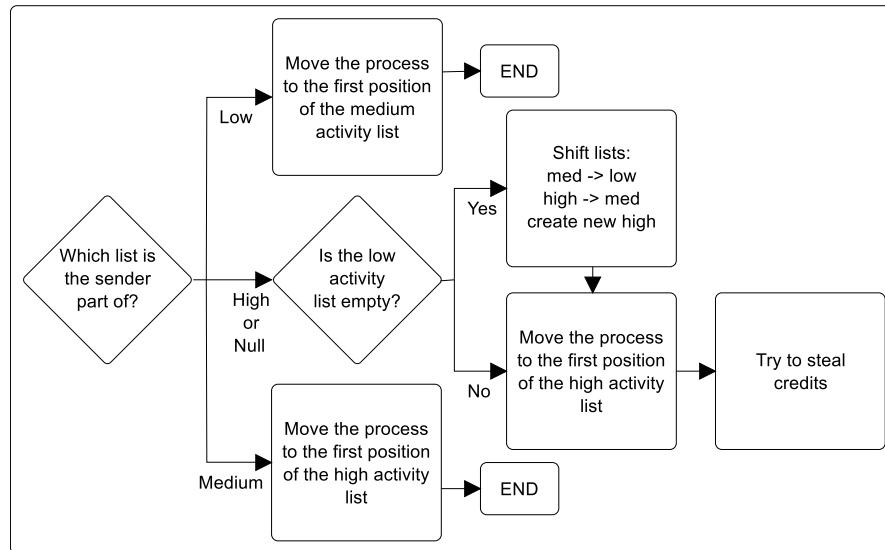 Which list is
the sender
part of?
Low
Move the process
to the first position
of the medium
activity list
END
High
or
Null
Is the low
activity
list empty?
Yes
Shift lists:
med -> low
high -> med
create new high
No
Move the process
to the first position
of the high activity
list
Try to steal
credits
Medium
Move the process
to the first position
of the high activity
list
END